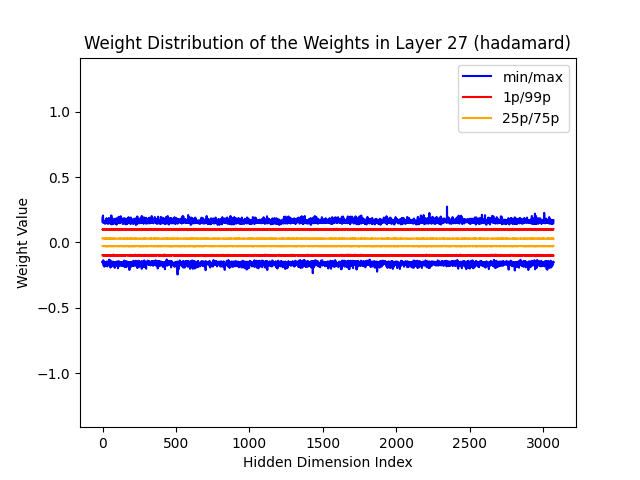 Weight Distribution of the Weights in Layer 27 (hadamard)
min/max
1p/99p
25p/75p
1.0
0.5
0.0
−0.5
−1.0
Weight Value
0 500 1000 1500 2000 2500 3000
Hidden Dimension Index